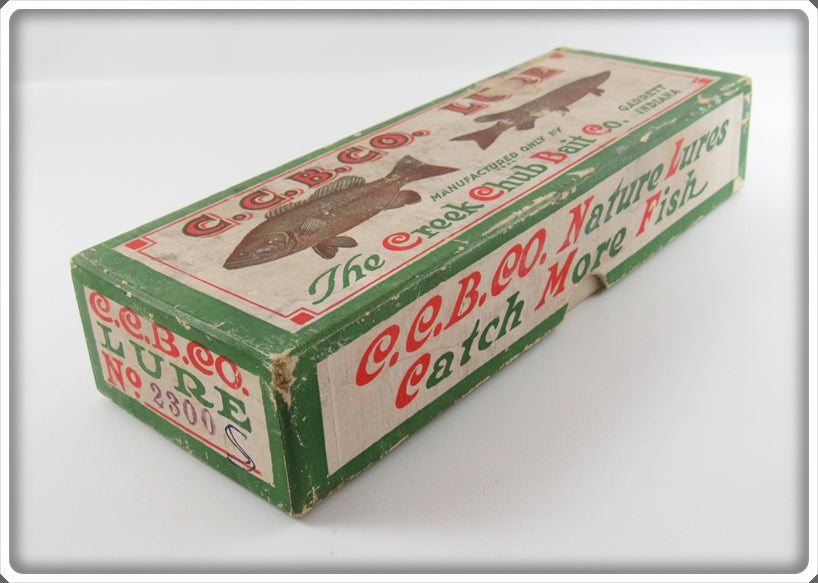 C.C.B.CO. LURE
MANUFACTURED ONLY BY
The Creek Chub Bait Co.
GARRETT
INDIANA
C.C.B.CO. Nature Lures
Catch More Fish
C.C.B.CO.
LURE
No. 2300 S